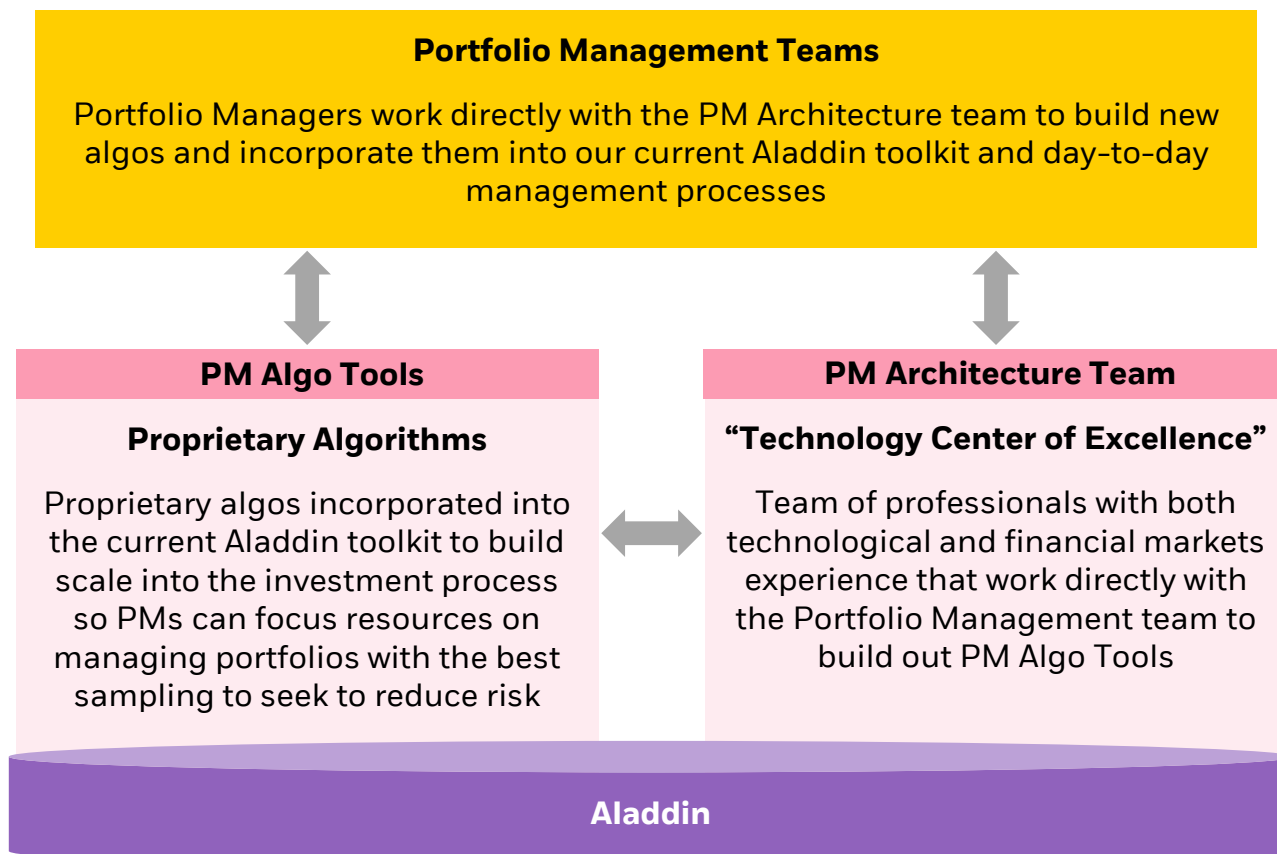 Portfolio Management Teams
Portfolio Managers work directly with the PM Architecture team to build new
algos and incorporate them into our current Aladdin toolkit and day-to-day
management processes
PM Algo Tools
Proprietary Algorithms
Proprietary algos incorporated into
the current Aladdin toolkit to build
scale into the investment process
so PMs can focus resources on
managing portfolios with the best
sampling to seek to reduce risk
PM Architecture Team
“Technology Center of Excellence”
Team of professionals with both
technological and financial markets
experience that work directly with
the Portfolio Management team to
build out PM Algo Tools
Aladdin